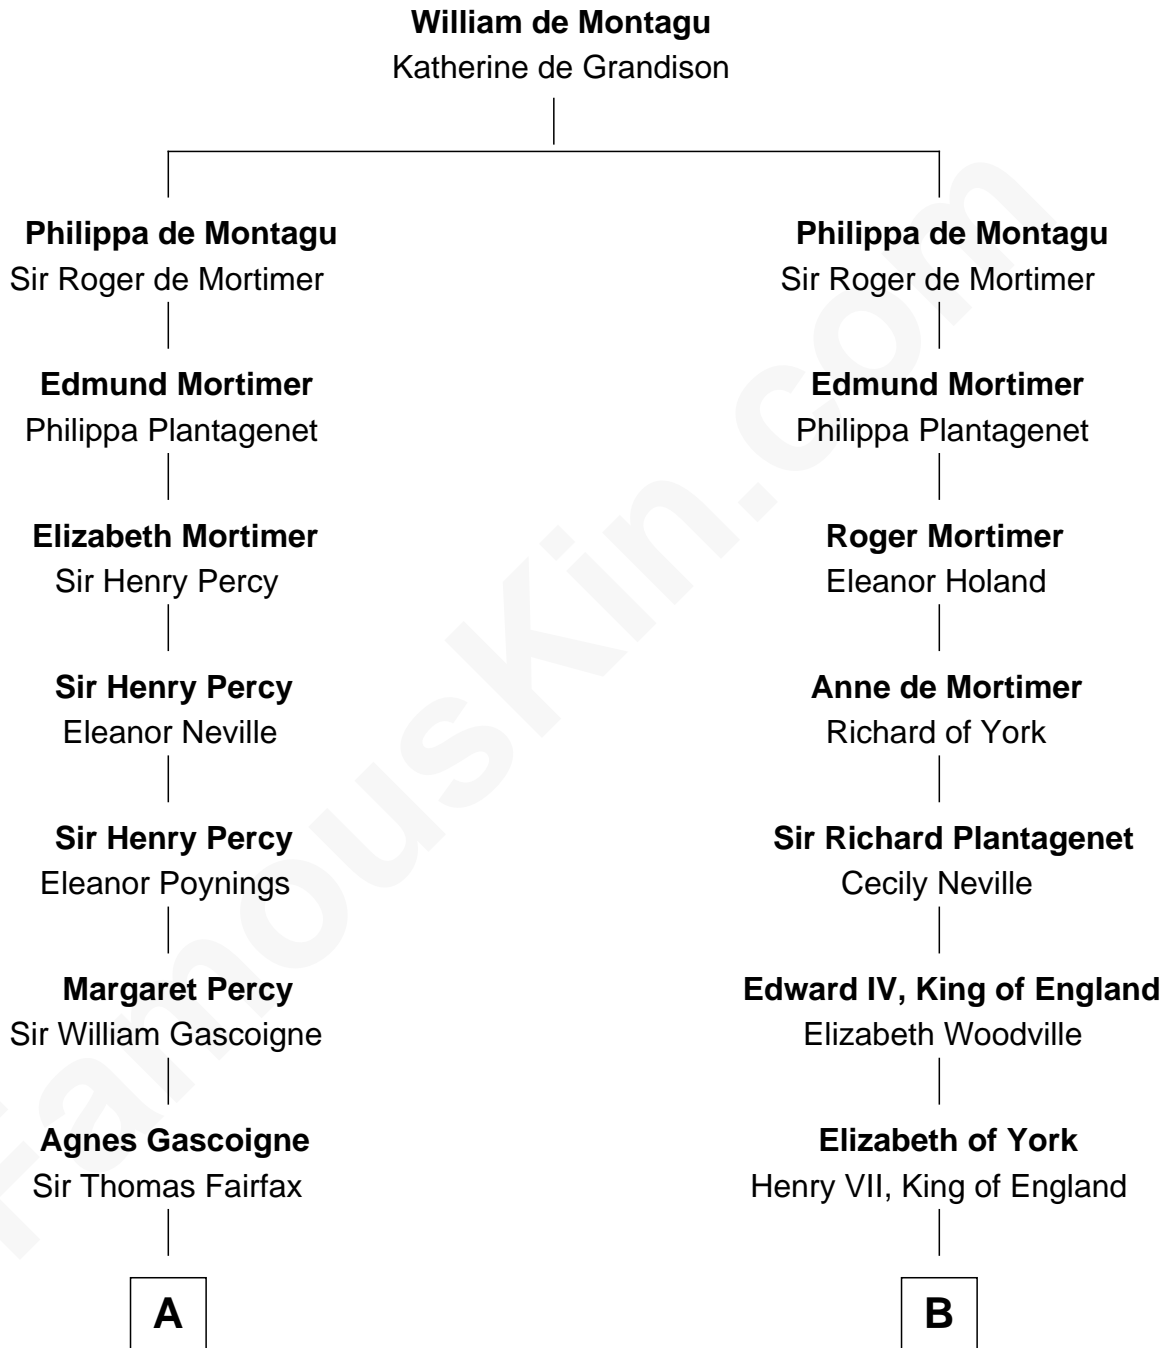 William de Montagu
Katherine de Grandison
Philippa de Montagu
Sir Roger de Mortimer
Edmund Mortimer
Philippa Plantagenet
Elizabeth Mortimer
Sir Henry Percy
Sir Henry Percy
Eleanor Neville
Sir Henry Percy
Eleanor Poynings
Margaret Percy
Sir William Gascoigne
Agnes Gascoigne
Sir Thomas Fairfax
A
Philippa de Montagu
Sir Roger de Mortimer
Edmund Mortimer
Philippa Plantagenet
Roger Mortimer
Eleanor Holand
Anne de Mortimer
Richard of York
Sir Richard Plantagenet
Cecily Neville
Edward IV, King of England
Elizabeth Woodville
Elizabeth of York
Henry VII, King of England
B
FamousKin.com